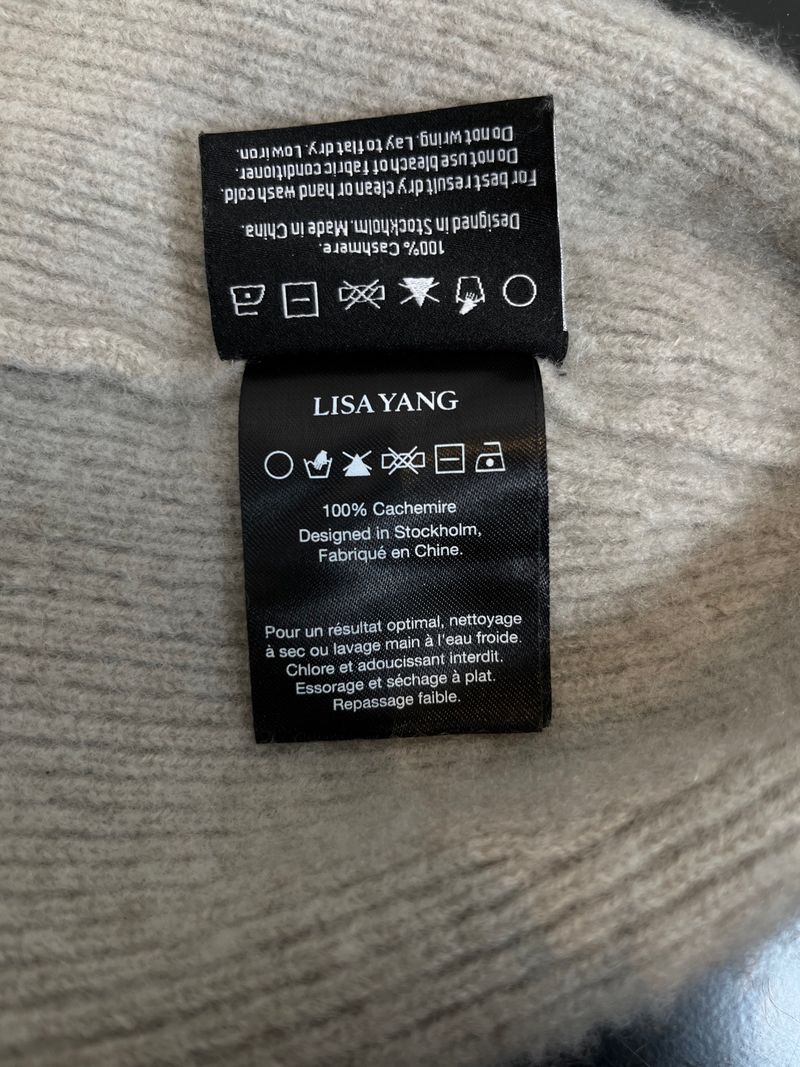 100% Cashmere.
Designed in Stockholm. Made in China.
For best result dry clean or hand wash cold.
Do not use bleach of fabric conditioner.
Do not wring. Lay to flat dry. Low iron.
LISA YANG
100% Cachemire
Designed in Stockholm,
Fabriqué en Chine.
Pour un résultat optimal, nettoyage
à sec ou lavage main à l'eau froide.
Chlore et adoucissant interdit.
Essorage et séchage à plat.
Repassage faible.